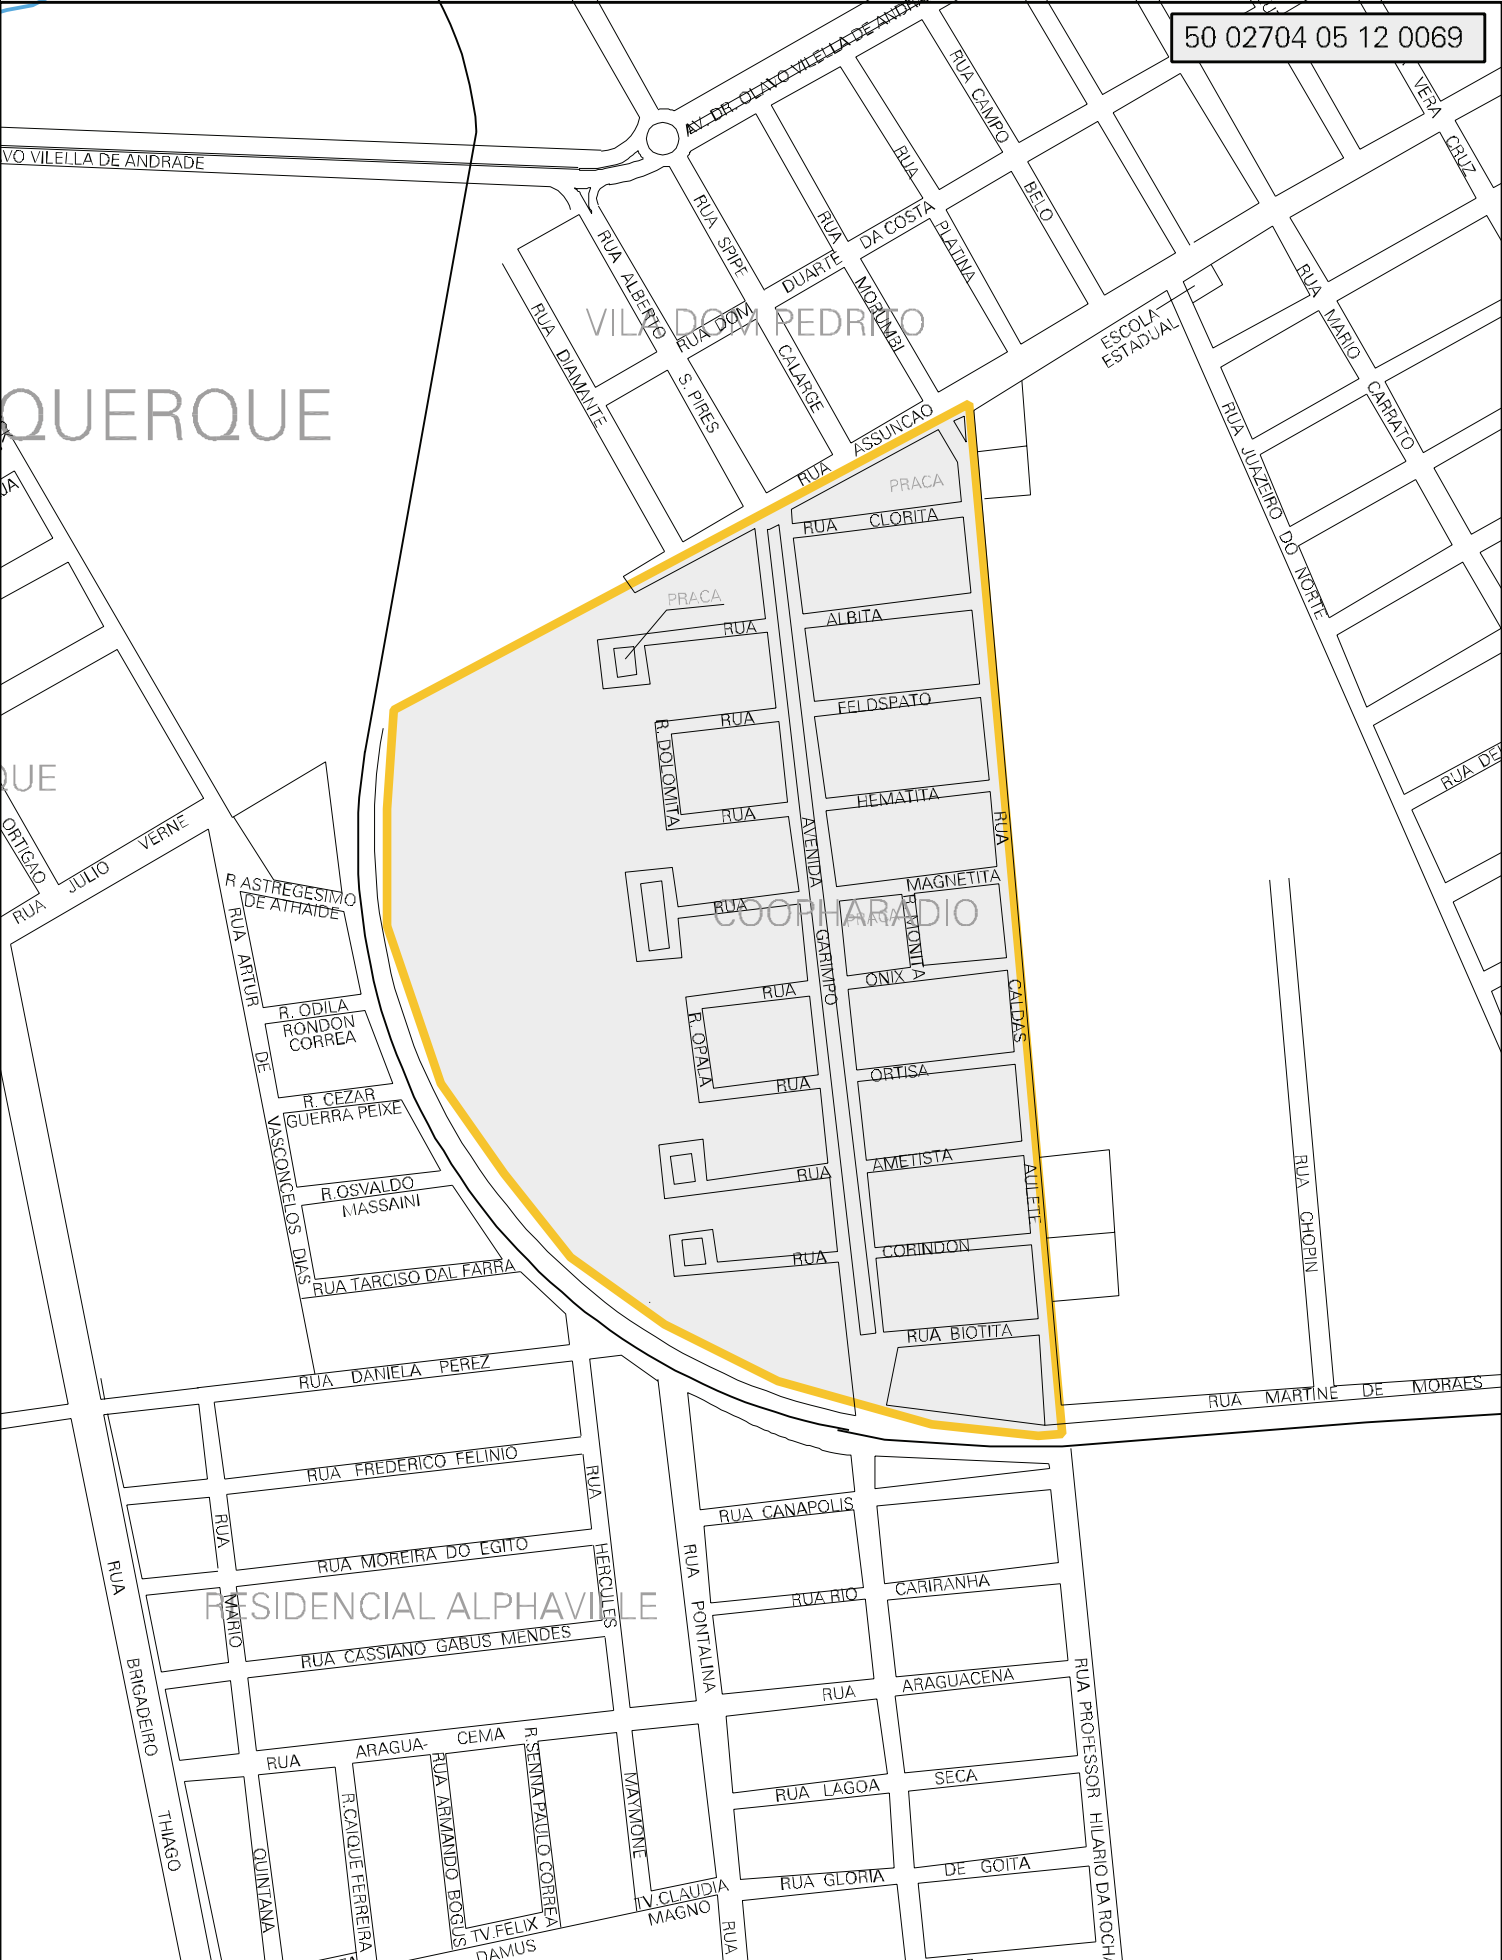 50 02704 05 12 0069
AV. DR. OLAVO VILELLA DE ANDRA
VO VILELLA DE ANDRADE
RUA CAMPO
BELO
VERA
CRUZ
RUA
PLATINA
RUA SPIPE
CALARGE
RUA
MORUMBI
RUA DOM
DUARTE
DA COSTA
RUA ALBERTO
S. PIRES
RUA DIAMANTE
VILA DOM PEDRITO
ESCOLA
ESTADUAL
RUA
MARIO
CARRATO
RUA JUAZEIRO DO NORTE
QUERQUE
RUA ASSUNCAO
PRACA
RUA CLORITA
PRACA
RUA ALBITA
RUA FELDSPATO
R. DOLOMITA
RUA HEMATITA
RUA DE
QUE
ORTIGAO
RUA JULIO VERNE
AVENIDA
GARIMPO
RUA
CALDAS
AULETE
RUA MAGNETITA
R ASTREGESIMO
DE ATHAIDE
COOPHARADIO
PRACA
R. MONITA
RUA ONIX
RUA ARTUR
DE
VASCONCELOS DIAS
R. ODILA
RONDON
CORREA
R. OPALA
RUA ORTISA
R. CEZAR
GUERRA PEIXE
RUA AMETISTA
R.OSVALDO
MASSAINI
RUA CHOPIN
RUA CORINDON
RUA TARCISO DAL FARRA
RUA BIOTITA
RUA DANIELA PEREZ
RUA MARTINE DE MORAES
RUA FREDERICO FELINIO
RUA
HERCULES
MAYMONE
RUA CANAPOLIS
RUA
MARIO
QUINTANA
RUA MOREIRA DO EGITO
RUA
PONTALINA
RUA
BRIGADEIRO
THIAGO
RUA RIO CARIRANHA
RESIDENCIAL ALPHAVILLE
RUA CASSIANO GABUS MENDES
RUA ARAGUACENA
RUA PROFESSOR HILARIO DA ROCHA
RUA ARAGUA- CEMA
R.SENNA PAULO CORREA
RUA ARMANDO BOGUS
R.CAIQUE FERREIRA
RUA LAGOA SECA
RUA GLORIA DE GOITA
TV.CLAUDIA
MAGNO
TV.FELIX
DAMUS
RUA